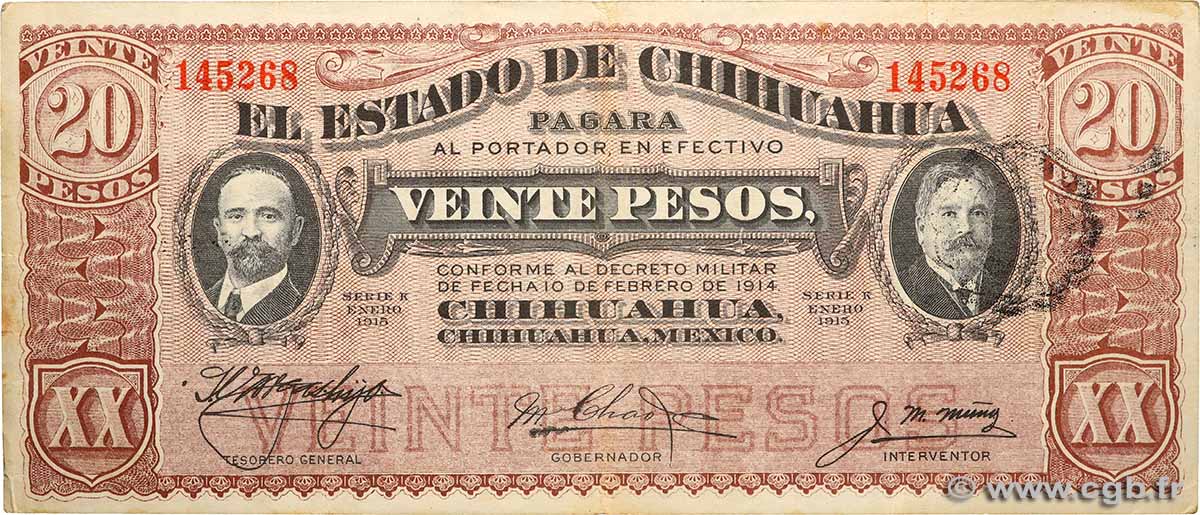 VEINTE
20
PESOS
145268
EL ESTADO DE CHIHUAHUA
145268
VEINTE
20
PESOS
PAGARA
AL PORTADOR EN EFECTIVO
VEINTE PESOS,
CONFORME AL DECRETO MILITAR
DE FECHA 10 DE FEBRERO DE 1914
CHIHUAHUA,
CHIHUAHUA, MEXICO.
SERIE K
ENERO
1915
SERIE K
ENERO
1915
XX
VEINTE PESOS
XX
M Chao
J. M. Muñoz
TESORERO GENERAL
GOBERNADOR
INTERVENTOR
© www.cgb.fr